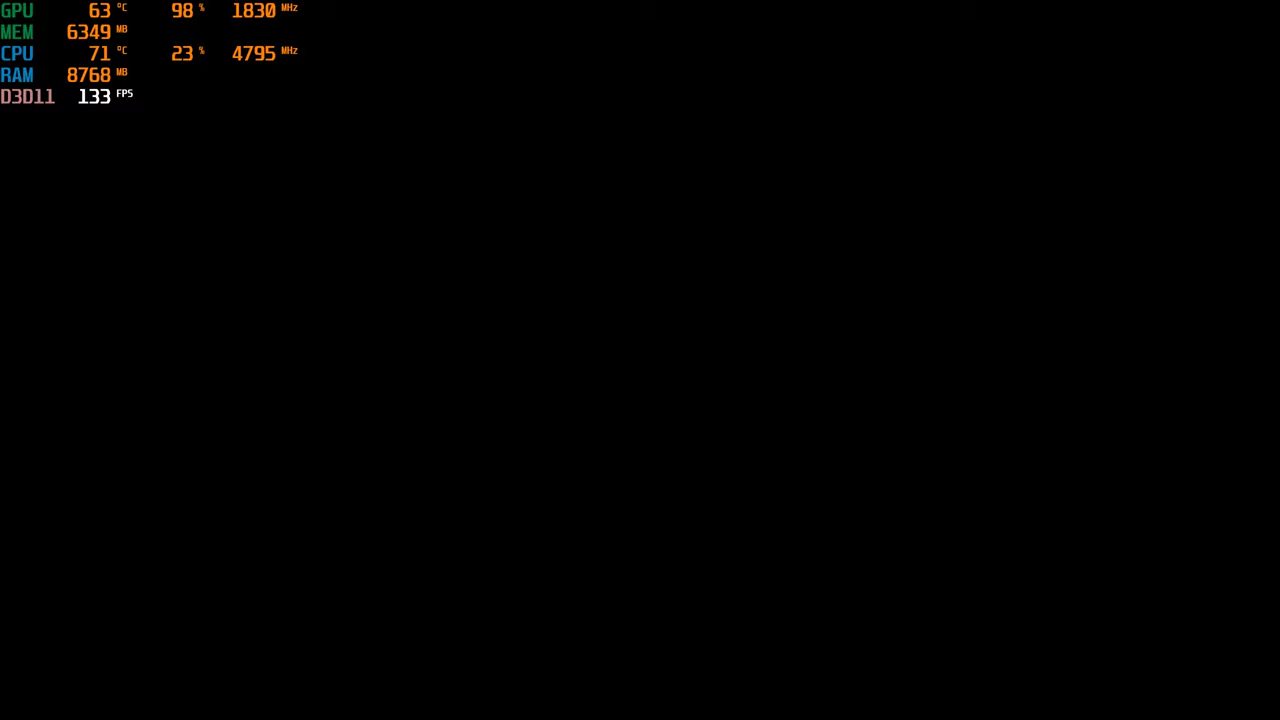 GPU 63 °C 98 % 1830 MHz
MEM 6349 MB
CPU 71 °C 23 % 4795 MHz
RAM 8768 MB
D3D11 133 FPS